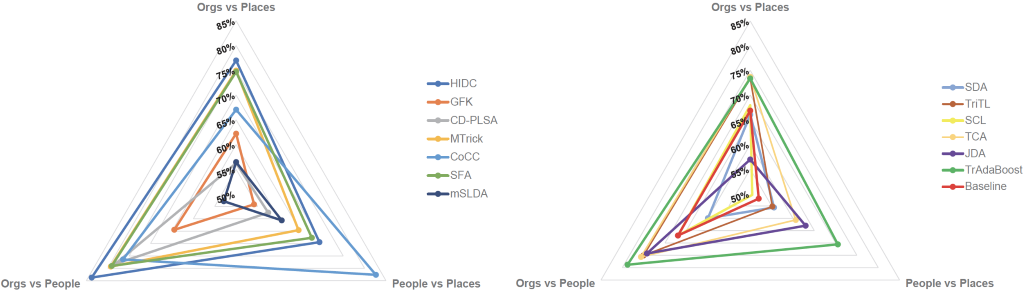 Orgs vs Places
85%
80%
75%
70%
65%
60%
55%
50%
HIDC
GFK
CD-PLSA
MTrick
CoCC
SFA
mSLDA
Orgs vs People
People vs Places
Orgs vs Places
85%
80%
75%
70%
65%
60%
55%
50%
SDA
TriTL
SCL
TCA
JDA
TrAdaBoost
Baseline
Orgs vs People
People vs Places